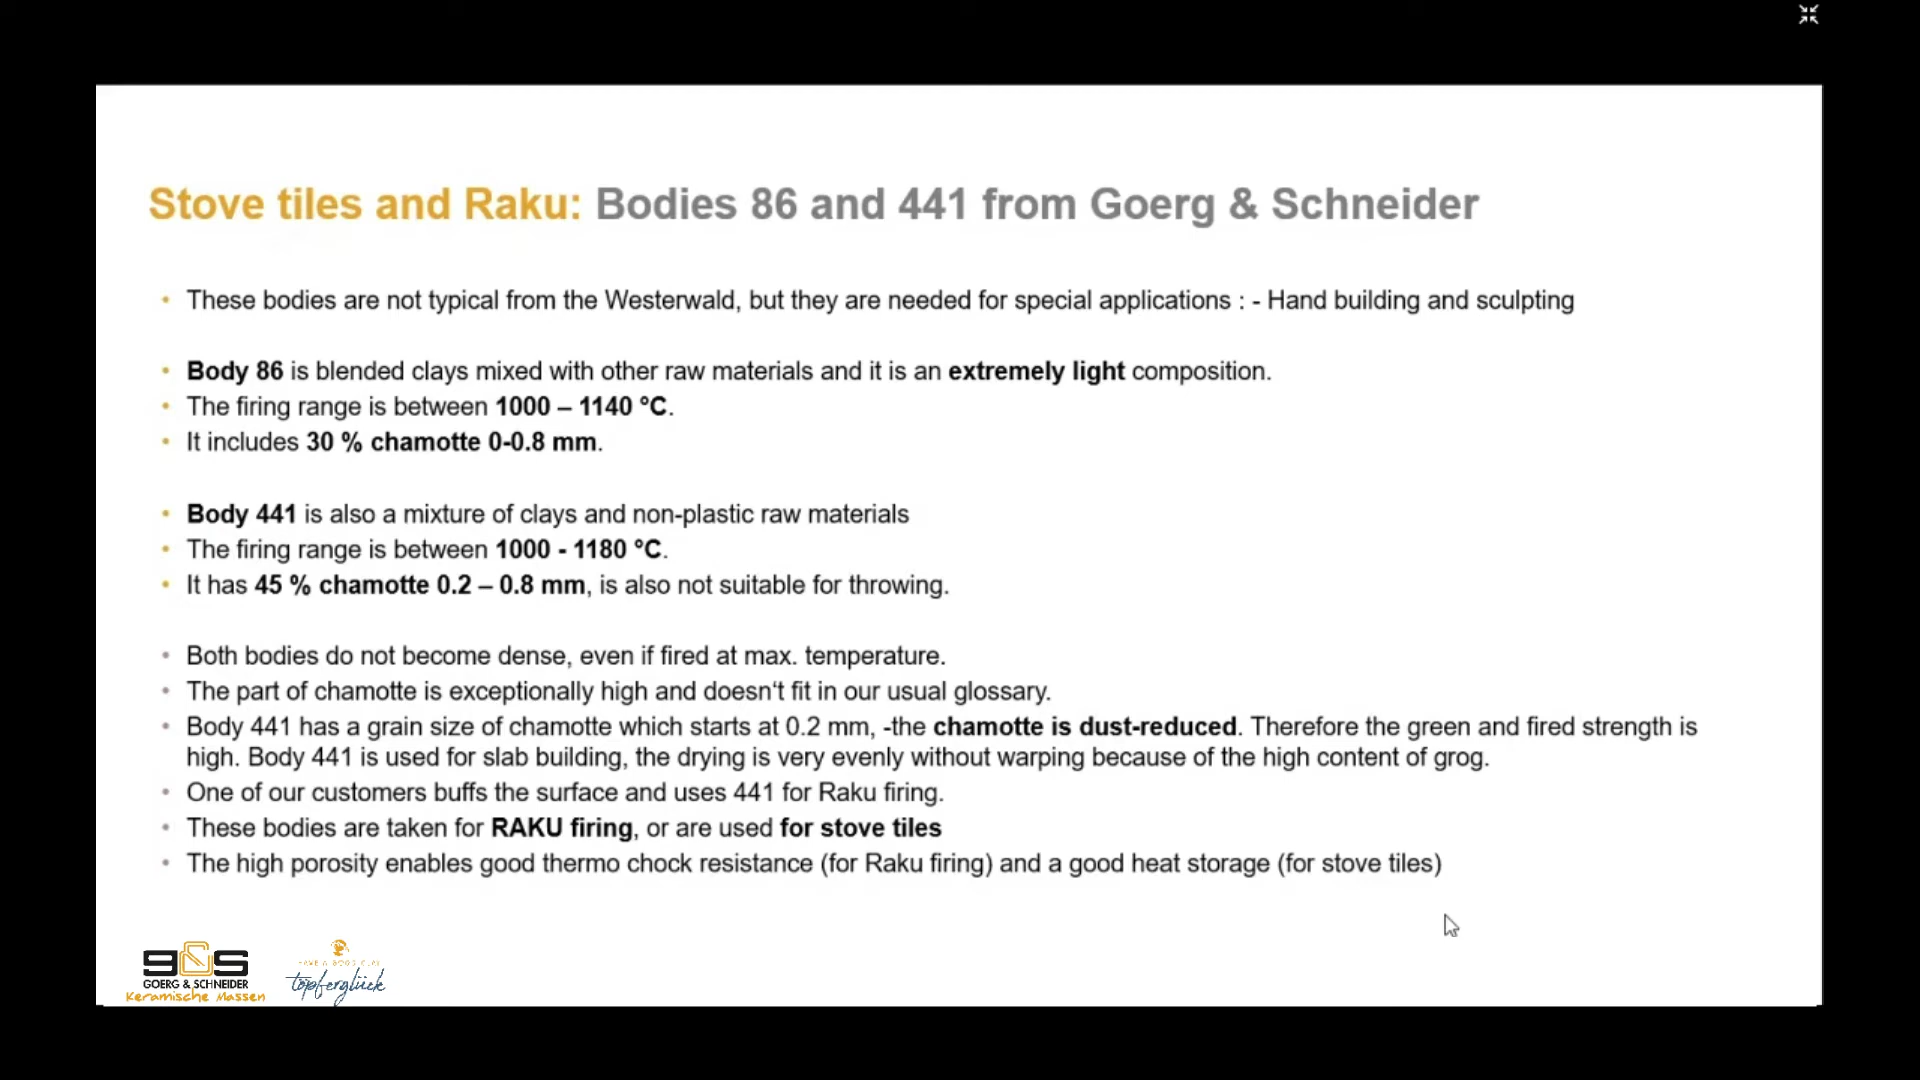 Stove tiles and Raku: Bodies 86 and 441 from Goerg & Schneider
• These bodies are not typical from the Westerwald, but they are needed for special applications : - Hand building and sculpting
• Body 86 is blended clays mixed with other raw materials and it is an extremely light composition.
• The firing range is between 1000 – 1140 °C.
• It includes 30 % chamotte 0-0.8 mm.
• Body 441 is also a mixture of clays and non-plastic raw materials
• The firing range is between 1000 - 1180 °C.
• It has 45 % chamotte 0.2 – 0.8 mm, is also not suitable for throwing.
• Both bodies do not become dense, even if fired at max. temperature.
• The part of chamotte is exceptionally high and doesn‘t fit in our usual glossary.
• Body 441 has a grain size of chamotte which starts at 0.2 mm, -the chamotte is dust-reduced. Therefore the green and fired strength is
high. Body 441 is used for slab building, the drying is very evenly without warping because of the high content of grog.
• One of our customers buffs the surface and uses 441 for Raku firing.
• These bodies are taken for RAKU firing, or are used for stove tiles
• The high porosity enables good thermo chock resistance (for Raku firing) and a good heat storage (for stove tiles)
g&s
GOERG & SCHNEIDER
Keramische Massen
HAVE A GOOD CLAY
töpferglück